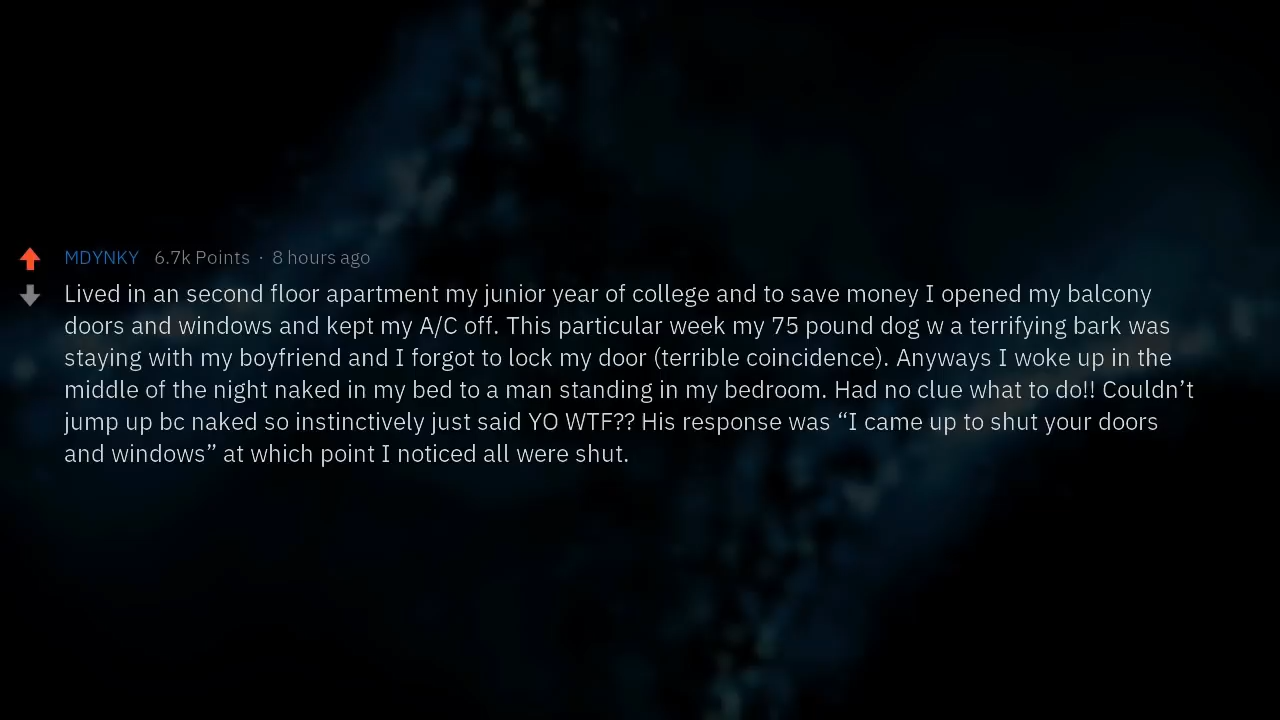 MDYNKY 6.7k Points · 8 hours ago
Lived in an second floor apartment my junior year of college and to save money I opened my balcony
doors and windows and kept my A/C off. This particular week my 75 pound dog w a terrifying bark was
staying with my boyfriend and I forgot to lock my door (terrible coincidence). Anyways I woke up in the
middle of the night naked in my bed to a man standing in my bedroom. Had no clue what to do!! Couldn’t
jump up bc naked so instinctively just said YO WTF?? His response was “I came up to shut your doors
and windows” at which point I noticed all were shut.